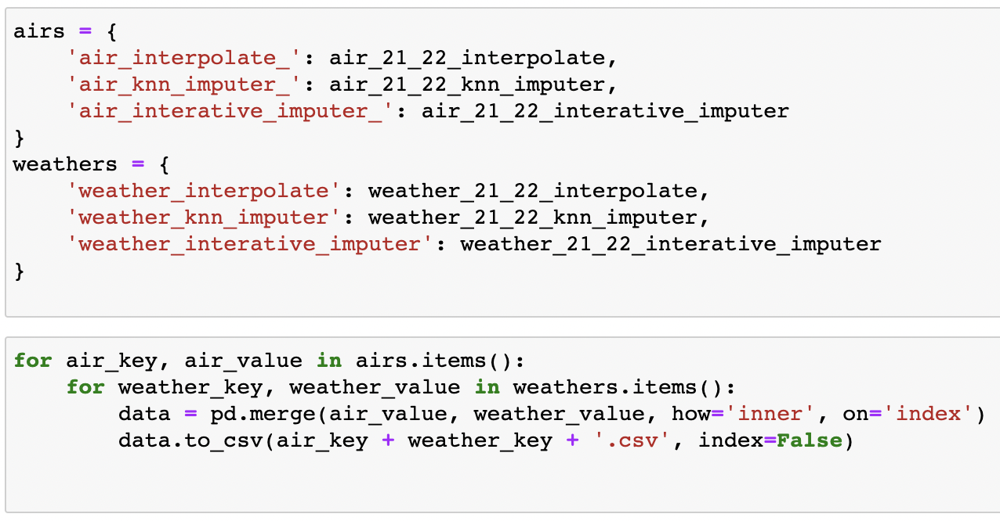 airs = {
    'air_interpolate_': air_21_22_interpolate,
    'air_knn_imputer_': air_21_22_knn_imputer,
    'air_interative_imputer_': air_21_22_interative_imputer
}
weathers = {
    'weather_interpolate': weather_21_22_interpolate,
    'weather_knn_imputer': weather_21_22_knn_imputer,
    'weather_interative_imputer': weather_21_22_interative_imputer
}
for air_key, air_value in airs.items():
    for weather_key, weather_value in weathers.items():
        data = pd.merge(air_value, weather_value, how='inner', on='index')
        data.to_csv(air_key + weather_key + '.csv', index=False)